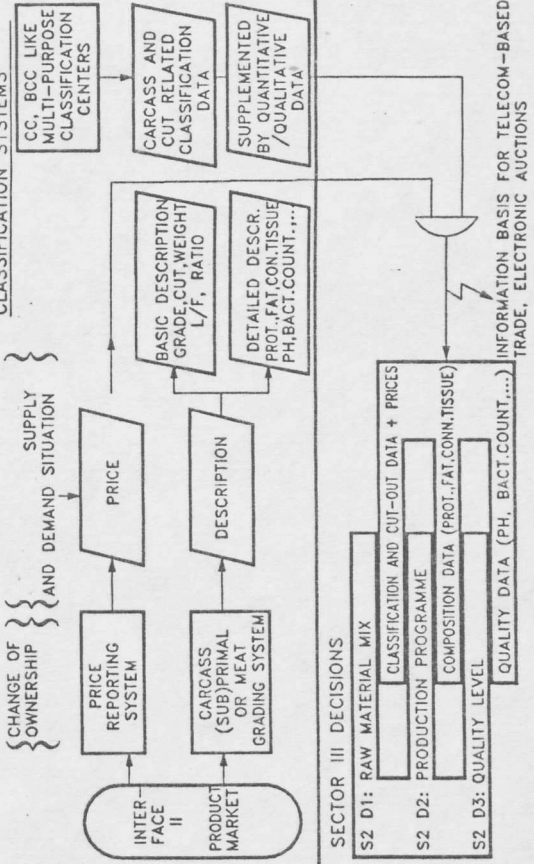 CLASSIFICATION SYSTEMS
CC, BCC LIKE
MULTI-PURPOSE
CLASSIFICATION
CENTERS
CARCASS AND
CUT RELATED
CLASSIFICATION
DATA
SUPPLEMENTED
BY QUANTITATIVE
/QUALITATIVE
DATA
CHANGE OF
OWNERSHIP
SUPPLY
AND DEMAND SITUATION
INTER-
FACE
II
PRODUCT
MARKET
PRICE
REPORTING
SYSTEM
PRICE
CARCASS
(SUB)PRIMAL
OR MEAT
GRADING SYSTEM
DESCRIPTION
BASIC DESCRIPTION
GRADE,CUT,WEIGHT
L/F, RATIO
DETAILED DESCR.
PROT.,FAT,CON.TISSUE
PH,BACT.COUNT.,...
SECTOR III DECISIONS
S2 D1: RAW MATERIAL MIX
CLASSIFICATION AND CUT-OUT DATA + PRICES
S2 D2: PRODUCTION PROGRAMME
COMPOSITION DATA (PROT.,FAT,CONN.TISSUE)
S2 D3: QUALITY LEVEL
QUALITY DATA (PH, BACT.COUNT,...)
INFORMATION BASIS FOR TELECOM-BASED
TRADE, ELECTRONIC AUCTIONS